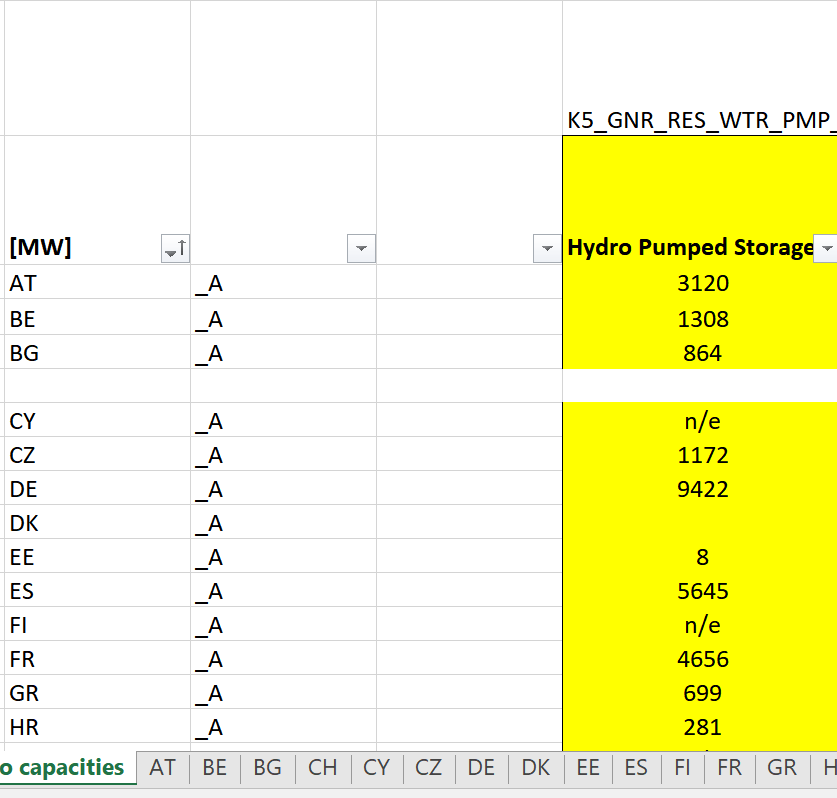 K5_GNR_RES_WTR_PMP_
[MW] Hydro Pumped Storage
AT _A 3120
BE _A 1308
BG _A 864
CY _A n/e
CZ _A 1172
DE _A 9422
DK _A
EE _A 8
ES _A 5645
FI _A n/e
FR _A 4656
GR _A 699
HR _A 281
o capacities AT BE BG CH CY CZ DE DK EE ES FI FR GR H